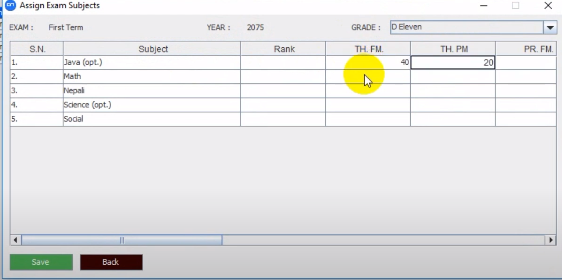 Assign Exam Subjects
EXAM : First Term YEAR : 2075 GRADE : D Eleven
S.N. Subject Rank TH. FM. TH. PM PR. FM.
1. Java (opt.) 40 20
2. Math
3. Nepali
4. Science (opt.)
5. Social
Save Back